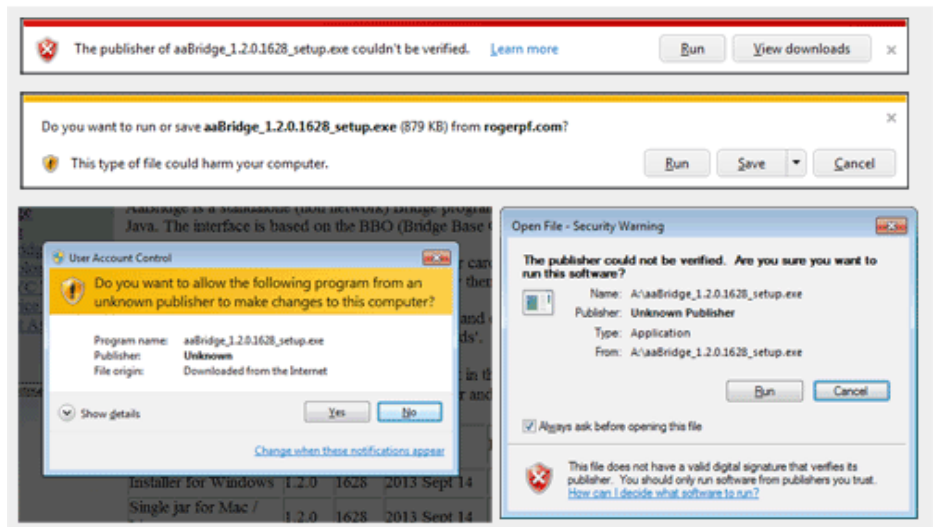 The publisher of aaBridge_1.2.0.1628_setup.exe couldn't be verified. Learn more Run View downloads
Do you want to run or save aaBridge_1.2.0.1628_setup.exe (879 KB) from rogerpf.com?
This type of file could harm your computer. Run Save Cancel
AaBridge is a standalone (non network) Bridge program
Java. The interface is based on the BBO (Bridge Base
User Account Control
Do you want to allow the following program from an
unknown publisher to make changes to this computer?
Program name: aaBridge_1.2.0.1628_setup.exe
Publisher: Unknown
File origin: Downloaded from the Internet
Show details Yes No
Change when these notifications appear
Installer for Windows 1.2.0 1628 2013 Sept 14
Single jar for Mac /
1.2.0 1628 2013 Sept 14
Open File - Security Warning
The publisher could not be verified. Are you sure you want to
run this software?
Name: A:\aaBridge_1.2.0.1628_setup.exe
Publisher: Unknown Publisher
Type: Application
From: A:\aaBridge_1.2.0.1628_setup.exe
Run Cancel
Always ask before opening this file
This file does not have a valid digital signature that verifies its
publisher. You should only run software from publishers you trust.
How can I decide what software to run?